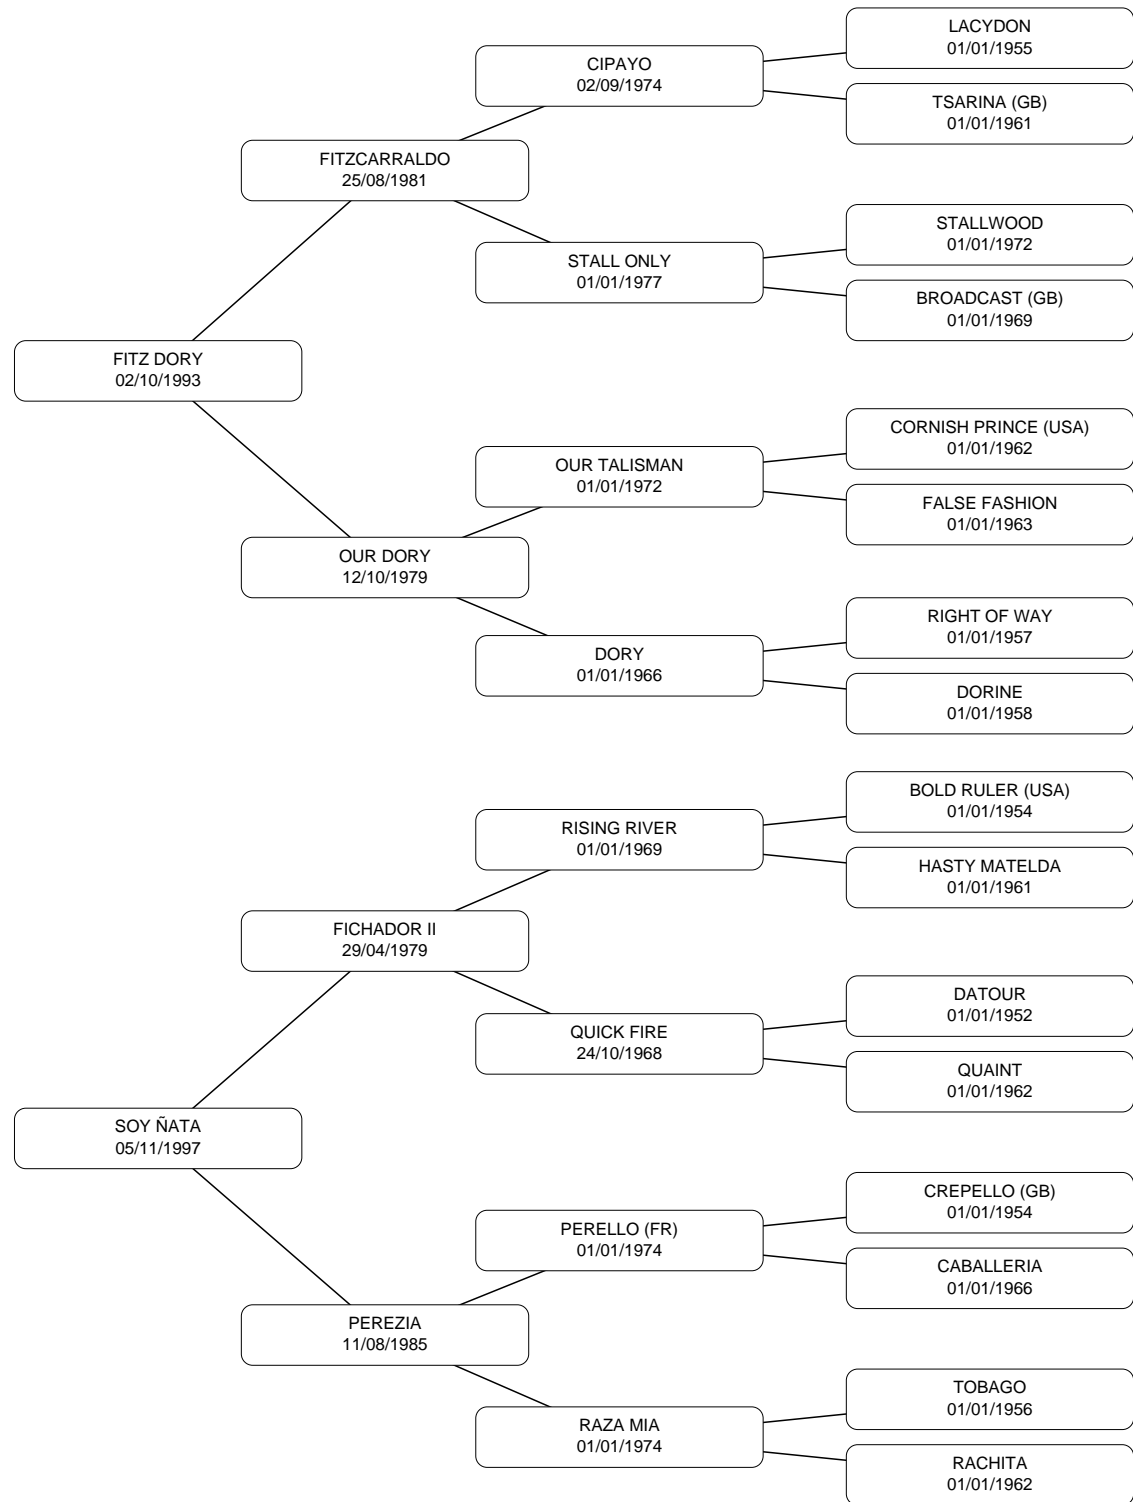 LACYDON
01/01/1955
CIPAYO
02/09/1974
TSARINA (GB)
01/01/1961
FITZCARRALDO
25/08/1981
STALLWOOD
01/01/1972
STALL ONLY
01/01/1977
BROADCAST (GB)
01/01/1969
FITZ DORY
02/10/1993
CORNISH PRINCE (USA)
01/01/1962
OUR TALISMAN
01/01/1972
FALSE FASHION
01/01/1963
OUR DORY
12/10/1979
RIGHT OF WAY
01/01/1957
DORY
01/01/1966
DORINE
01/01/1958
BOLD RULER (USA)
01/01/1954
RISING RIVER
01/01/1969
HASTY MATELDA
01/01/1961
FICHADOR II
29/04/1979
DATOUR
01/01/1952
QUICK FIRE
24/10/1968
QUAINT
01/01/1962
SOY ÑATA
05/11/1997
CREPELLO (GB)
01/01/1954
PERELLO (FR)
01/01/1974
CABALLERIA
01/01/1966
PEREZIA
11/08/1985
TOBAGO
01/01/1956
RAZA MIA
01/01/1974
RACHITA
01/01/1962